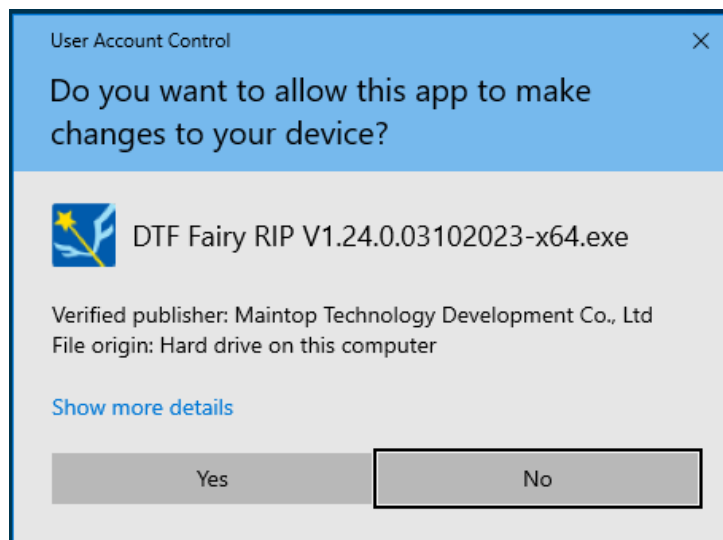 User Account Control
Do you want to allow this app to make
changes to your device?
DTF Fairy RIP V1.24.0.03102023-x64.exe
Verified publisher: Maintop Technology Development Co., Ltd
File origin: Hard drive on this computer
Show more details
Yes
No